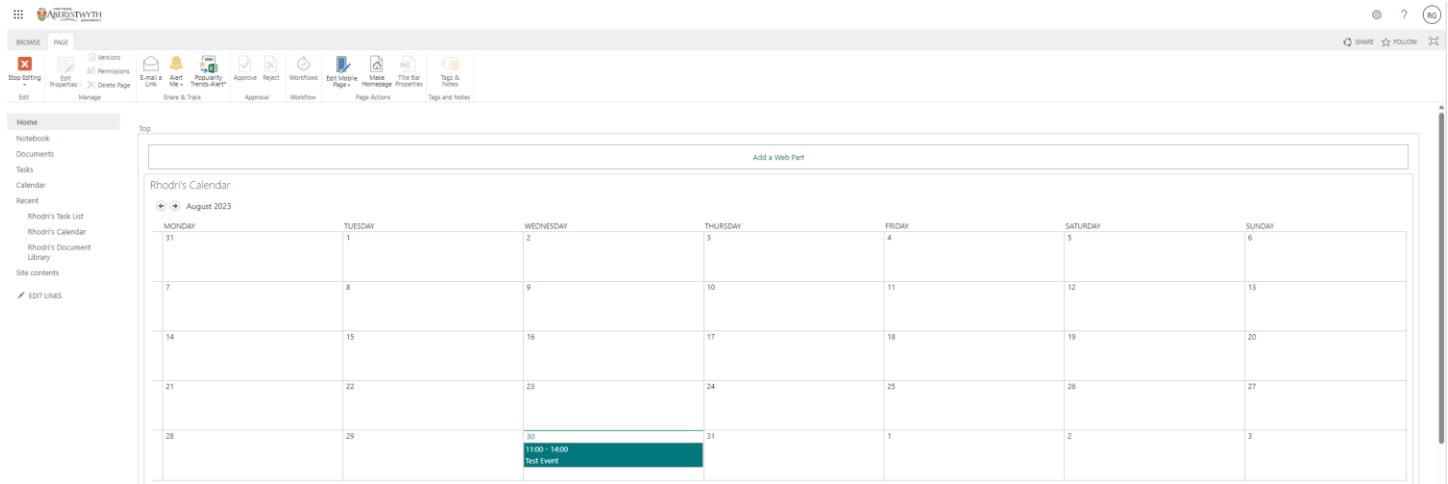 ABERYSTWYTH
UNIVERSITY
?
RG
BROWSE PAGE
SHARE FOLLOW
Stop Editing
Edit Properties
Versions
Permissions
Delete Page
E-mail a Link
Alert Me
Popularity Trends-Alert*
Approve
Reject
Workflows
Edit Mobile Page
Make Homepage
Title Bar Properties
Tags & Notes
Edit
Manage
Share & Track
Approval
Workflow
Page Actions
Tags and Notes
Home
Notebook
Documents
Tasks
Calendar
Recent
Rhodri's Task List
Rhodri's Calendar
Rhodri's Document
Library
Site contents
EDIT LINKS
Top
Add a Web Part
Rhodri's Calendar
August 2023
MONDAY TUESDAY WEDNESDAY THURSDAY FRIDAY SATURDAY SUNDAY
31 1 2 3 4 5 6
7 8 9 10 11 12 13
14 15 16 17 18 19 20
21 22 23 24 25 26 27
28 29 30 31 1 2 3
11:00 - 14:00
Test Event